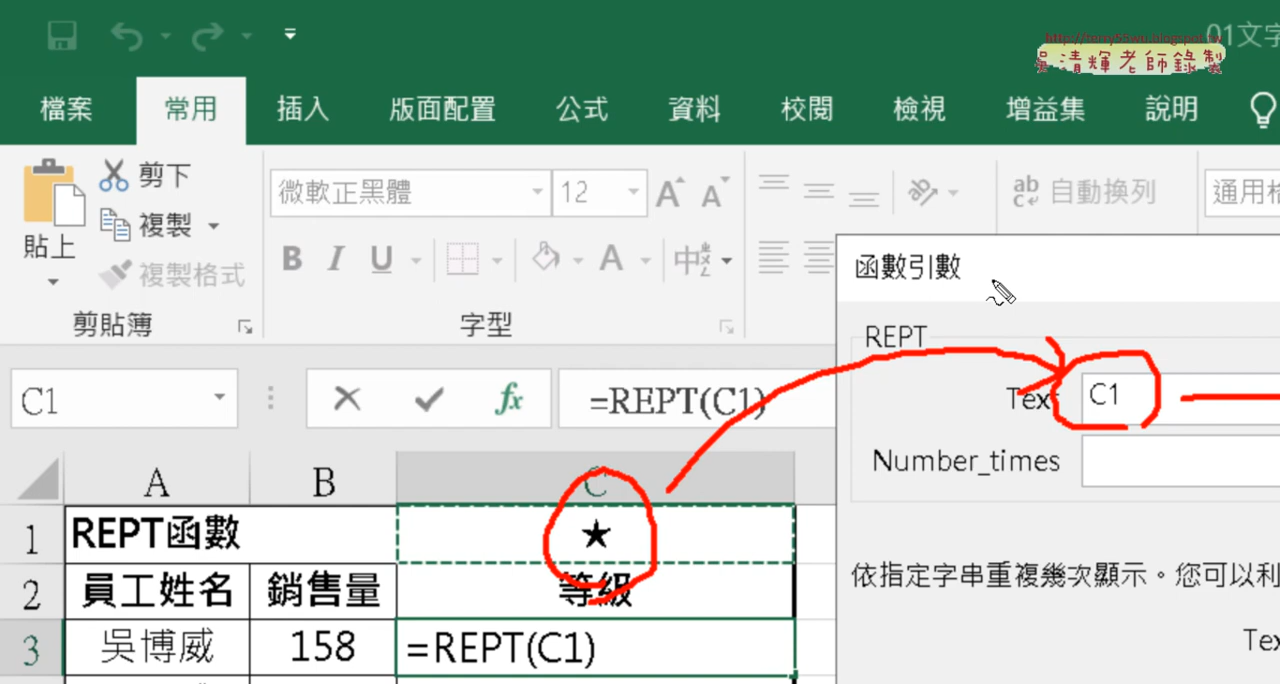 http://terry55wu.blogspot.tw
01文字
吳清輝老師錄製
檔案 常用 插入 版面配置 公式 資料 校閱 檢視 增益集 說明
剪下
複製
貼上
複製格式
剪貼簿
微軟正黑體 12
B I U
字型
自動換列
通用格
函數引數
REPT
Text C1
Number_times
依指定字串重複幾次顯示。您可以利
Tex
C1 fx =REPT(C1)
A B C
1 REPT函數 ★
2 員工姓名 銷售量 等級
3 吳博威 158 =REPT(C1)